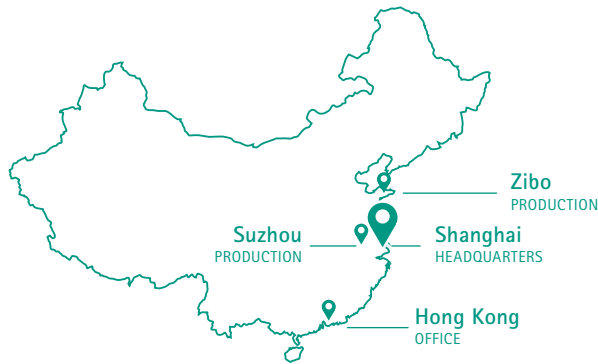 Zibo
PRODUCTION
Suzhou
PRODUCTION
Shanghai
HEADQUARTERS
Hong Kong
OFFICE